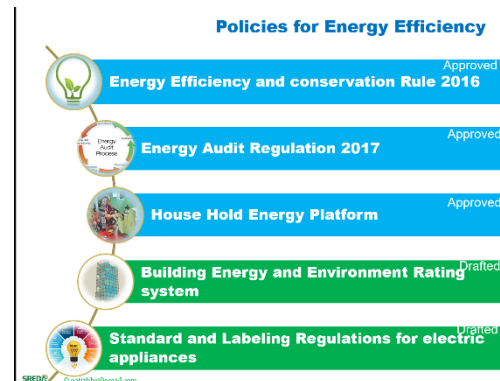 Policies for Energy Efficiency
Approved
Energy Efficiency and conservation Rule 2016
Approved
Energy Audit Regulation 2017
Energy
Audit
Process
Approved
House Hold Energy Platform
Drafted
Building Energy and Environment Rating
system
Drafted
Standard and Labeling Regulations for electric
appliances
SREDA